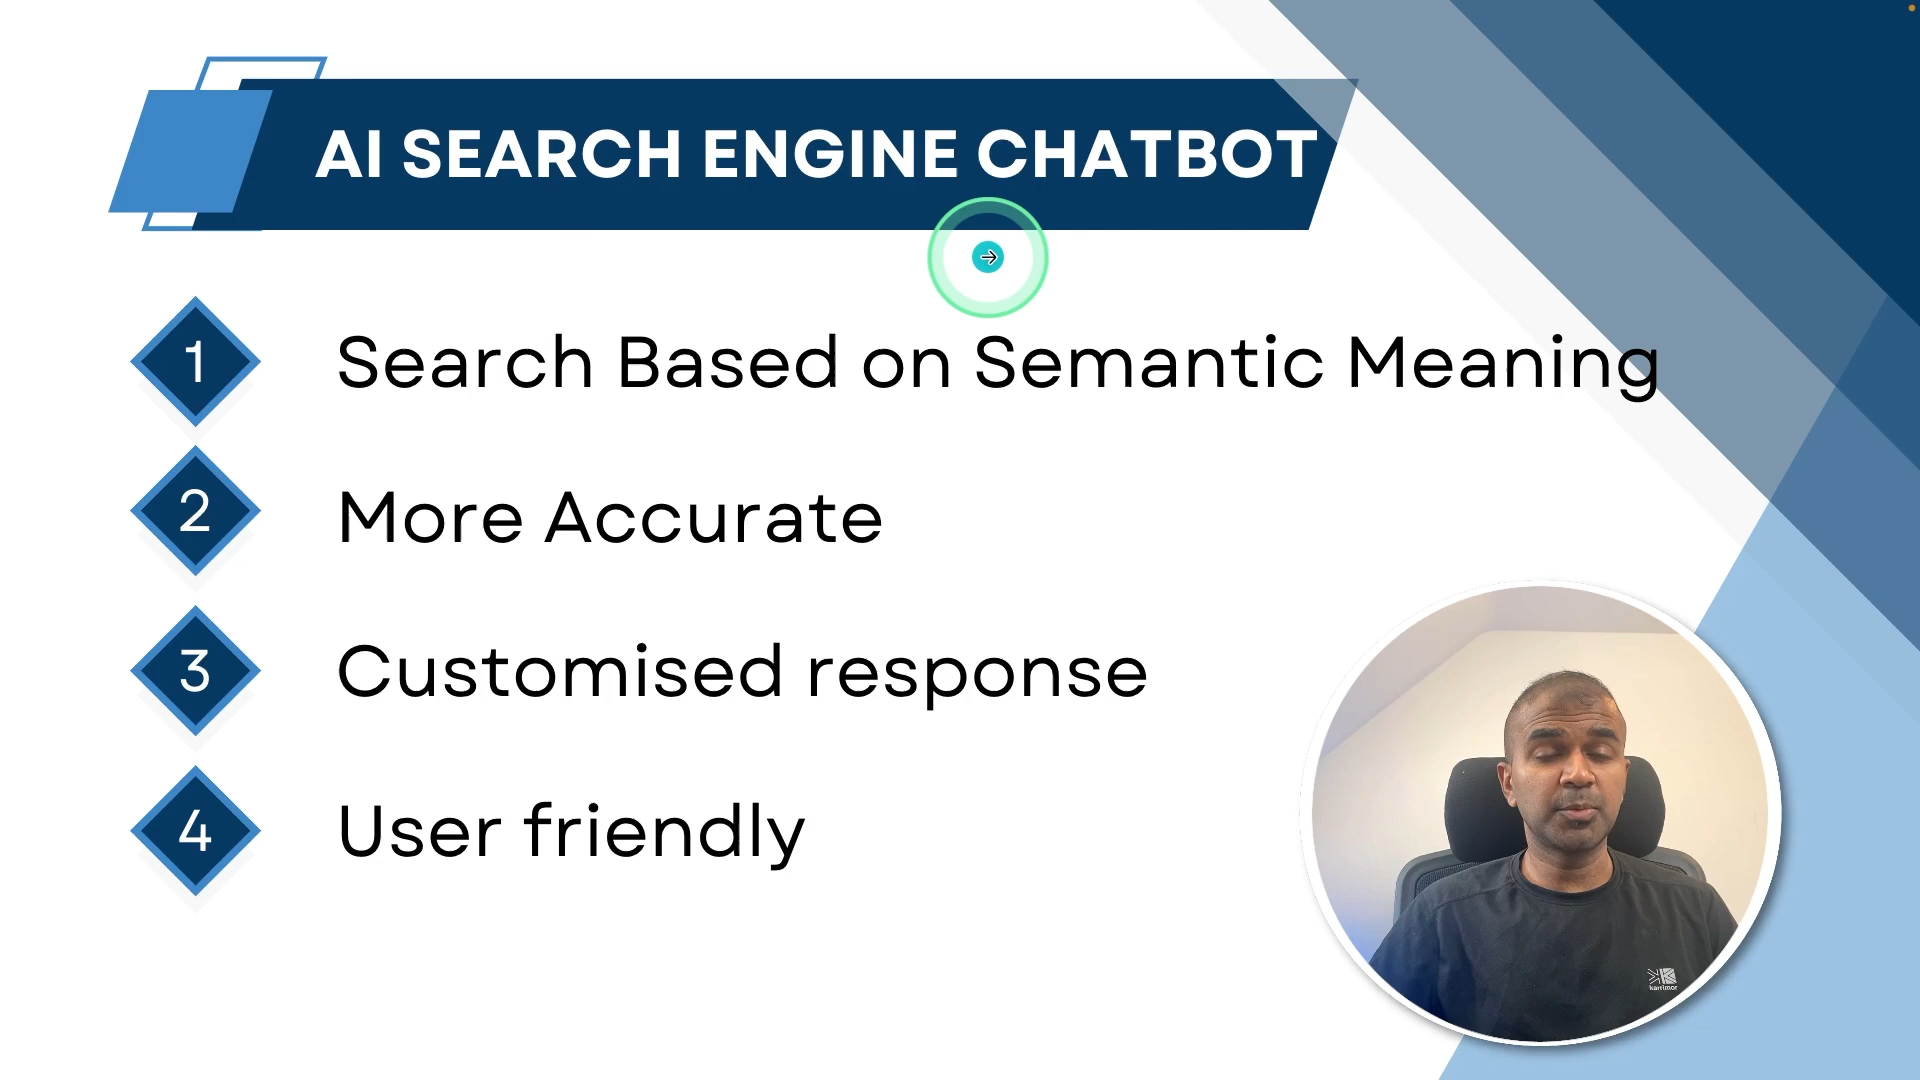 AI SEARCH ENGINE CHATBOT
1 Search Based on Semantic Meaning
2 More Accurate
3 Customised response
4 User friendly
karrimor